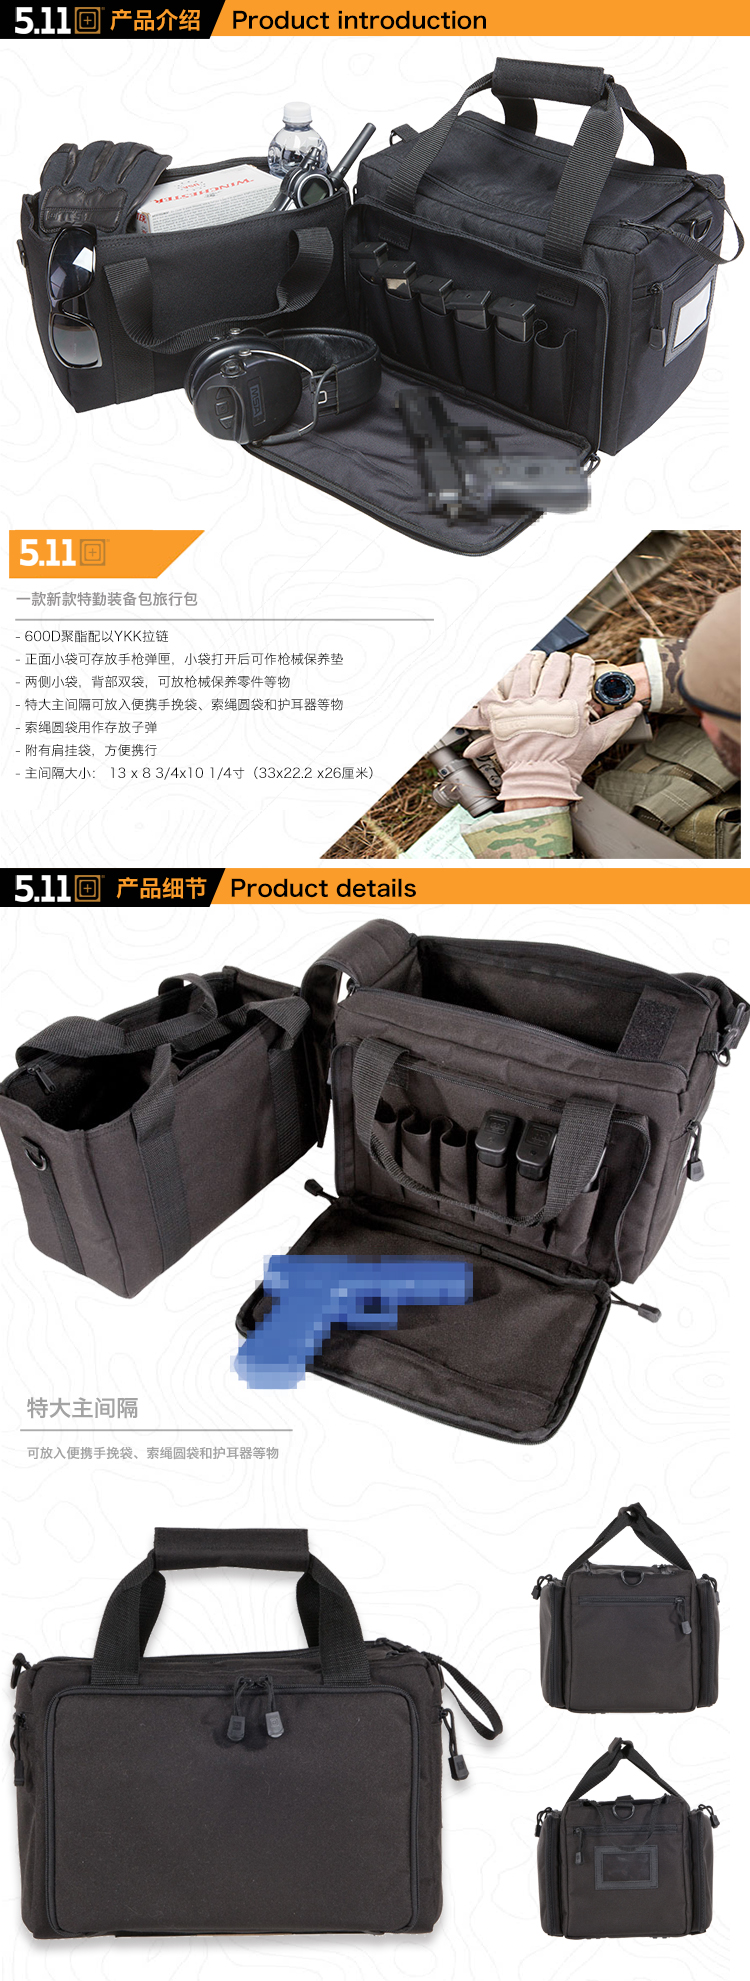 5.11 产品介绍 Product introduction
WINCHESTER
MSA
5.11
一款新款特勤装备包旅行包
- 600D聚酯配以YKK拉链
- 正面小袋可存放手枪弹匣，小袋打开后可作枪械保养垫
- 两侧小袋，背部双袋，可放枪械保养零件等物
- 特大主间隔可放入便携手挽袋、索绳圆袋和护耳器等物
- 索绳圆袋用作存放子弹
- 附有肩挂袋，方便携行
- 主间隔大小： 13 x 8 3/4x10 1/4寸（33x22.2 x26厘米）
5.11 产品细节 Product details
特大主间隔
可放入便携手挽袋、索绳圆袋和护耳器等物